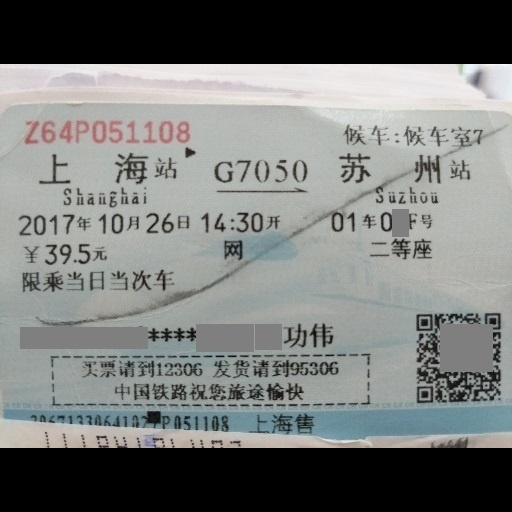 Z64P051108 候车:候车室7
上海站 G7050 苏州站
Shanghai Suzhou
2017年10月26日 14:30开 01车0 F号
￥39.5元 网 二等座
限乘当日当次车
**** 功伟
买票请到12306 发货请到95306
中国铁路祝您旅途愉快
P051108 上海售